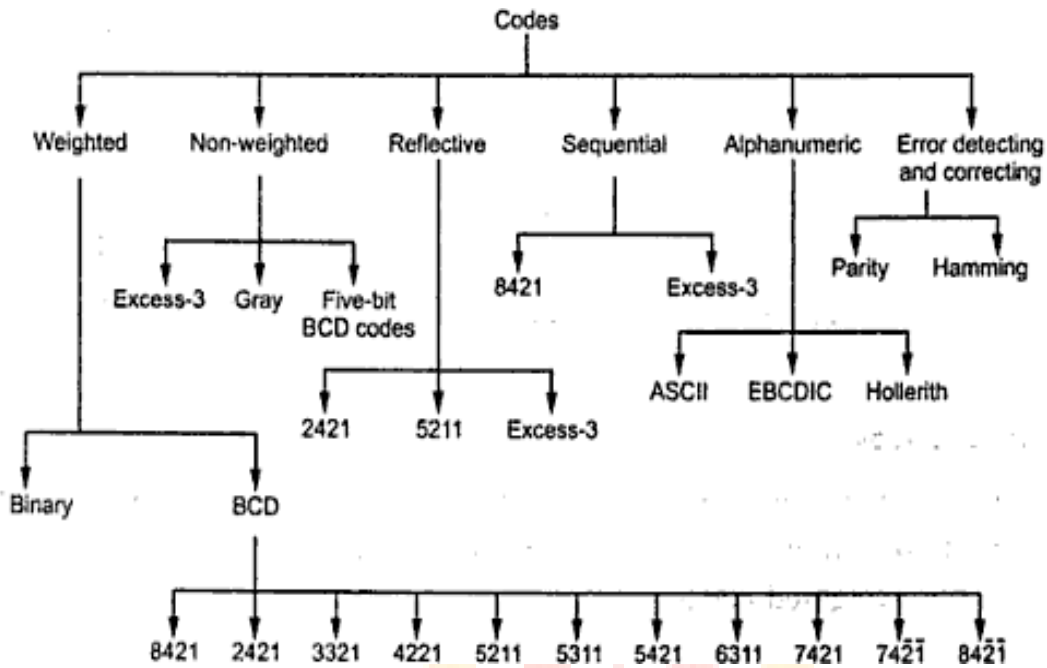 Codes
Weighted Non-weighted Reflective Sequential Alphanumeric Error detecting
and correcting
Parity Hamming
8421 Excess-3
Excess-3 Gray Five-bit
BCD codes
ASCII EBCDIC Hollerith
2421 5211 Excess-3
Binary BCD
8421 2421 3321 4221 5211 5311 5421 6311 7421 742̅1̅ 842̅1̅